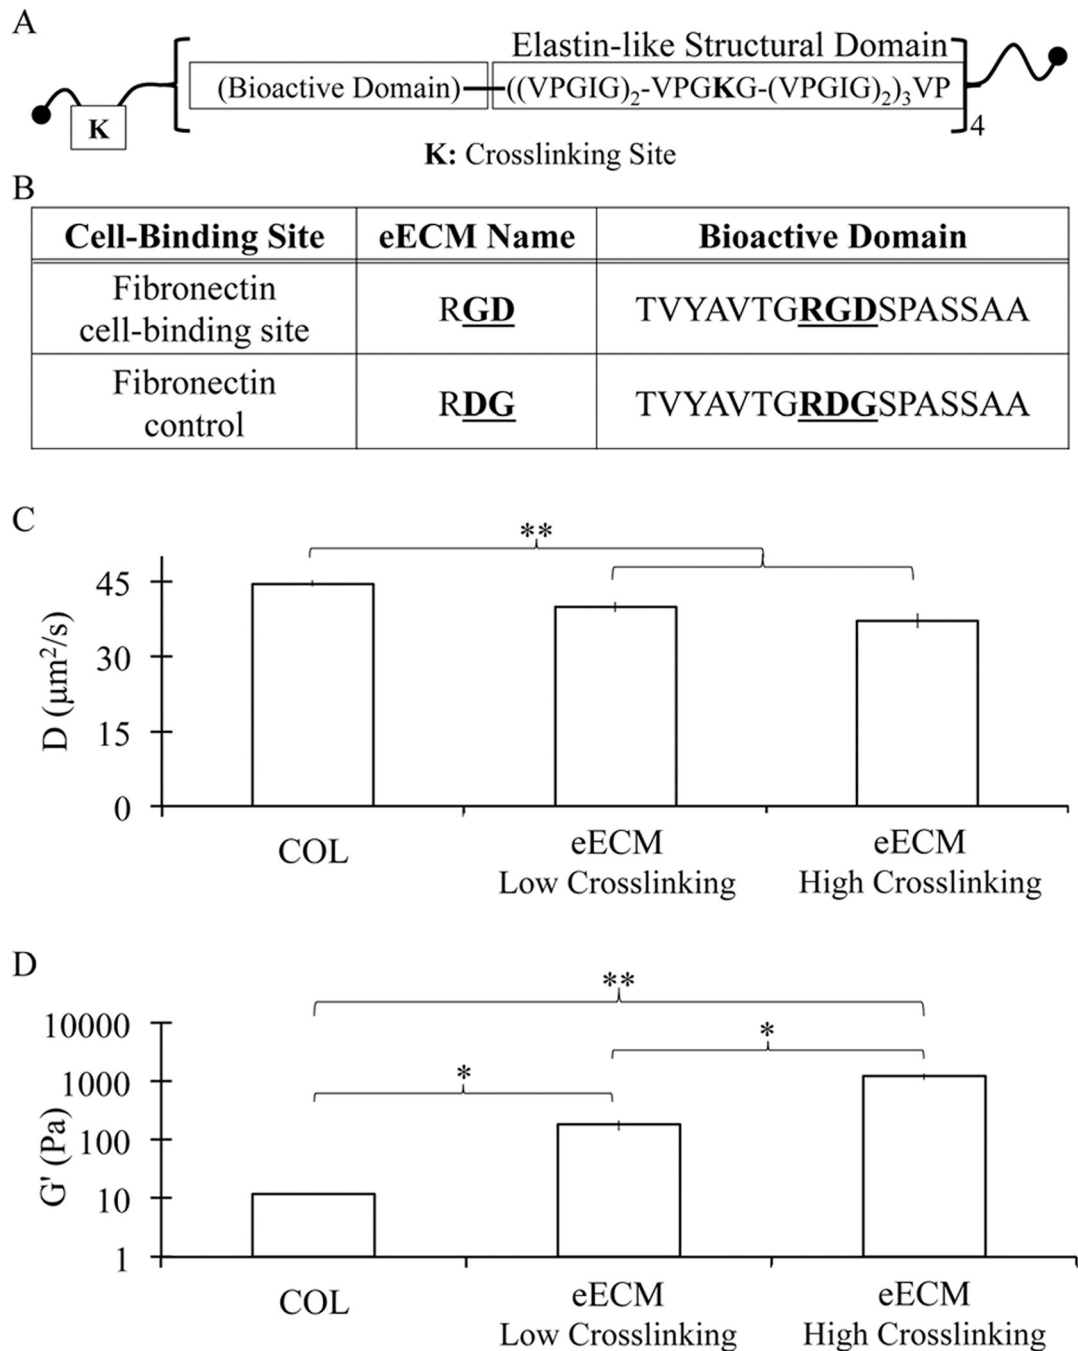 A
Elastin-like Structural Domain
(Bioactive Domain) ((VPGIG)2-VPGKG-(VPGIG)2)3VP
K
4
K: Crosslinking Site
B
Cell-Binding Site eECM Name Bioactive Domain
Fibronectin
cell-binding site
RGD TVYAVTGRGDSPASSAA
Fibronectin
control
RDG TVYAVTGRDGSPASSAA
C
**
45
30
15
0
D (μm²/s)
COL
eECM
Low Crosslinking
eECM
High Crosslinking
D
**
*
*
10000
1000
100
10
1
G' (Pa)
COL
eECM
Low Crosslinking
eECM
High Crosslinking